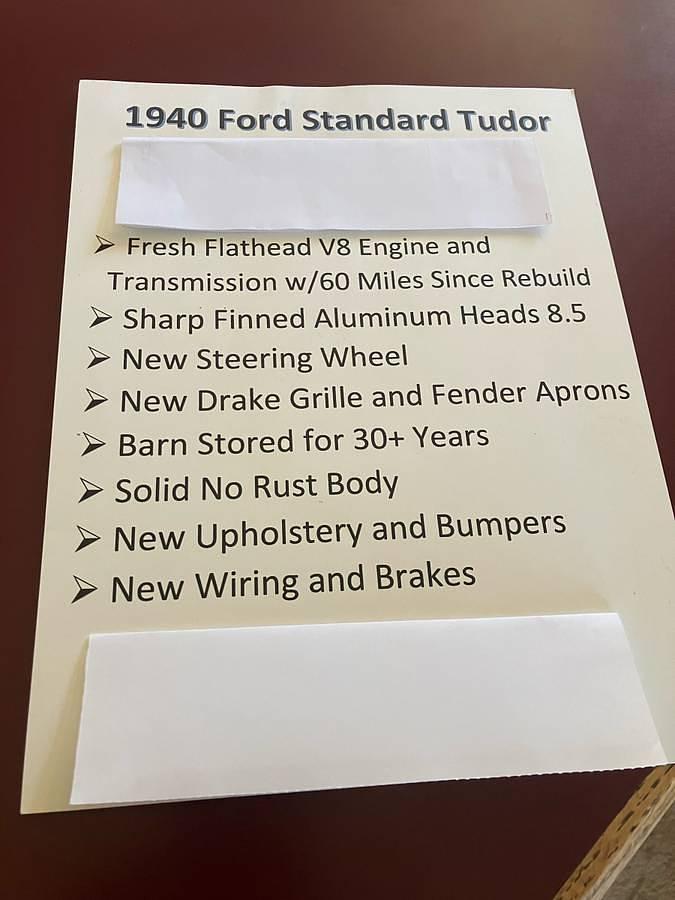 1940 Ford Standard Tudor
➢ Fresh Flathead V8 Engine and
Transmission w/60 Miles Since Rebuild
➢ Sharp Finned Aluminum Heads 8.5
➢ New Steering Wheel
➢ New Drake Grille and Fender Aprons
➢ Barn Stored for 30+ Years
➢ Solid No Rust Body
➢ New Upholstery and Bumpers
➢ New Wiring and Brakes